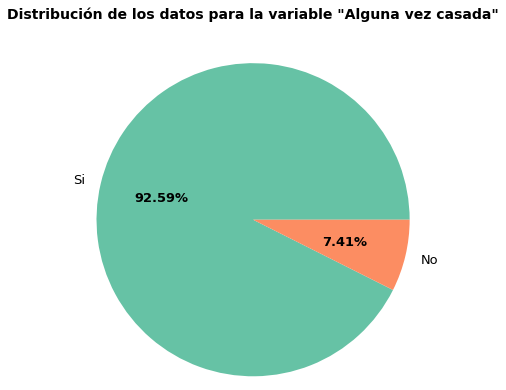 Distribución de los datos para la variable "Alguna vez casada"
Si
92.59%
7.41%
No